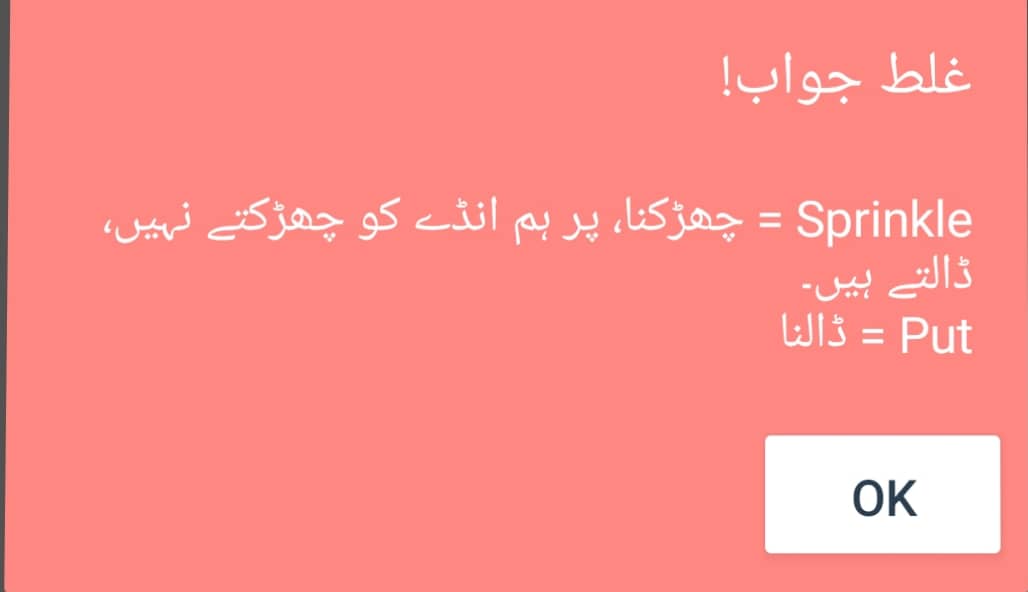 غلط جواب!
Sprinkle = چھڑکنا، پر ہم انڈے کو چھڑکتے نہیں،
ڈالتے ہیں۔
Put = ڈالنا
OK